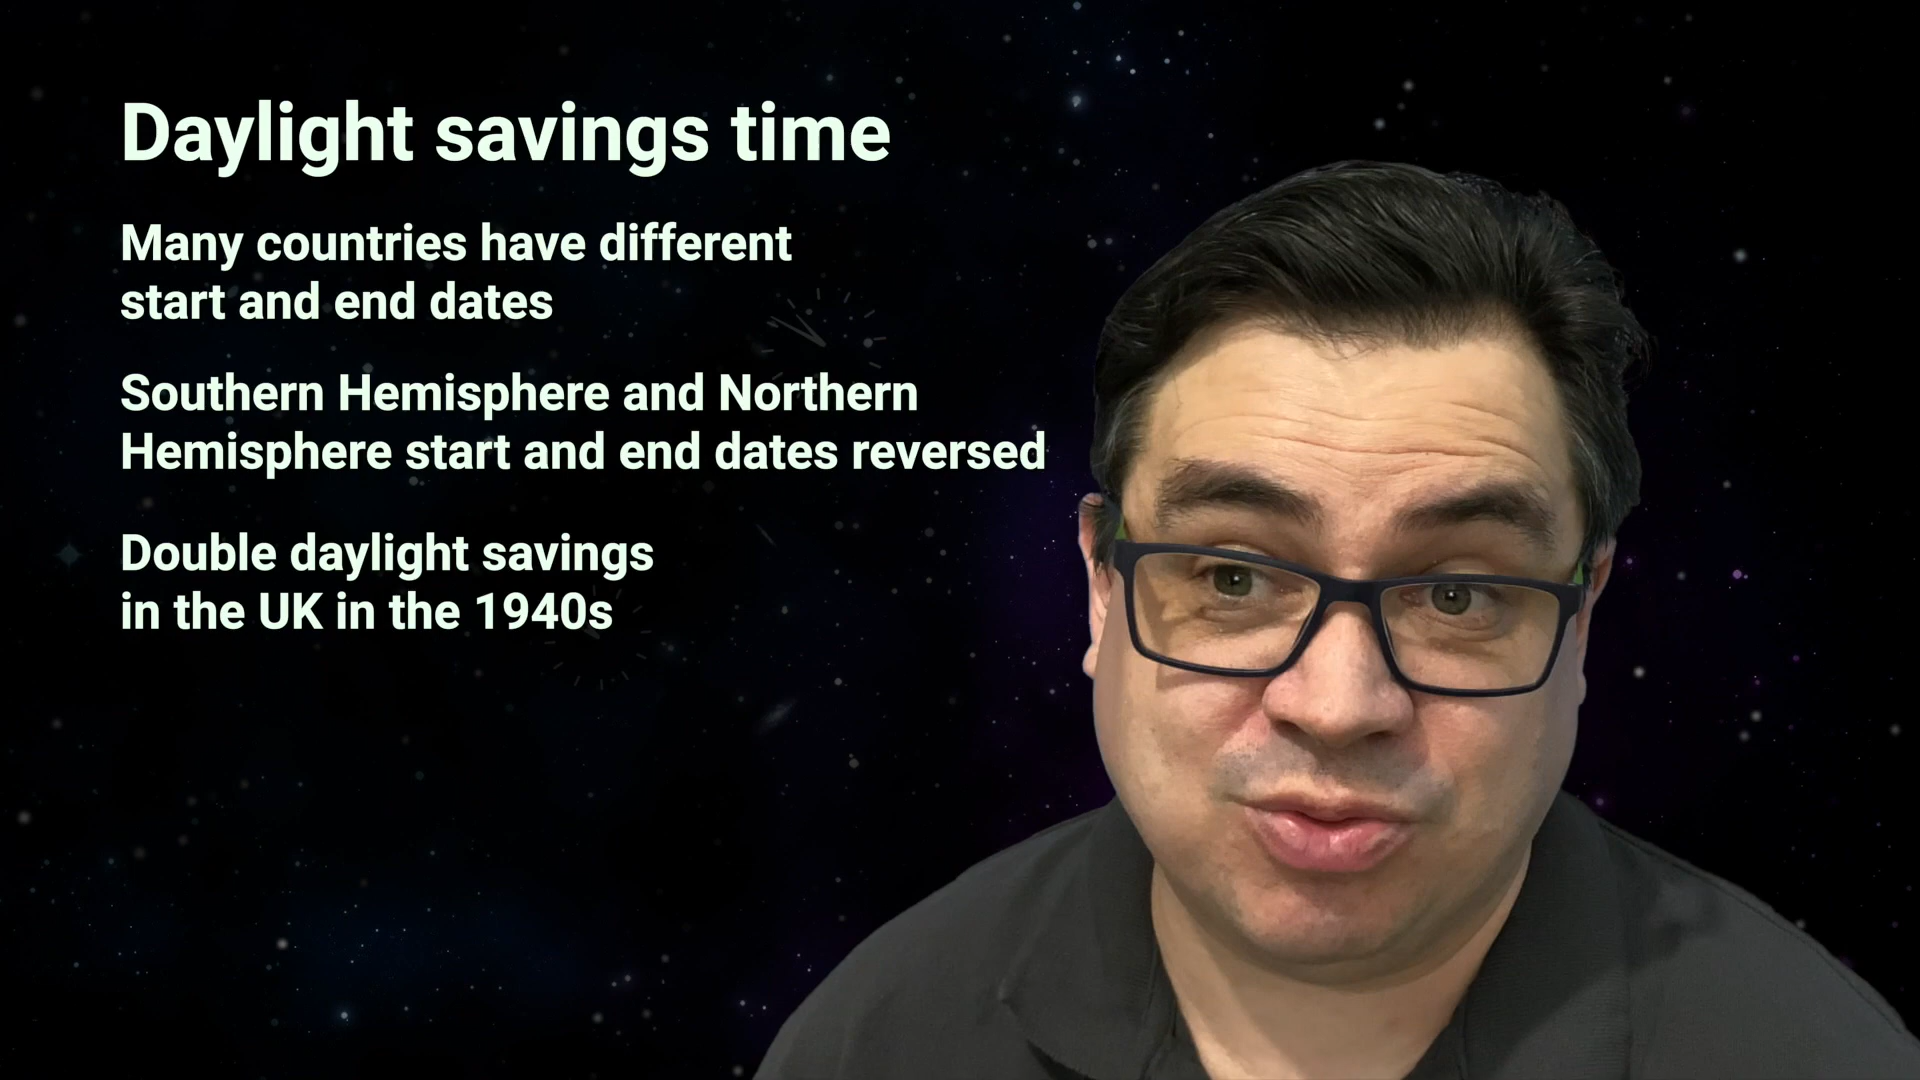 Daylight savings time
Many countries have different
start and end dates
Southern Hemisphere and Northern
Hemisphere start and end dates reversed
Double daylight savings
in the UK in the 1940s